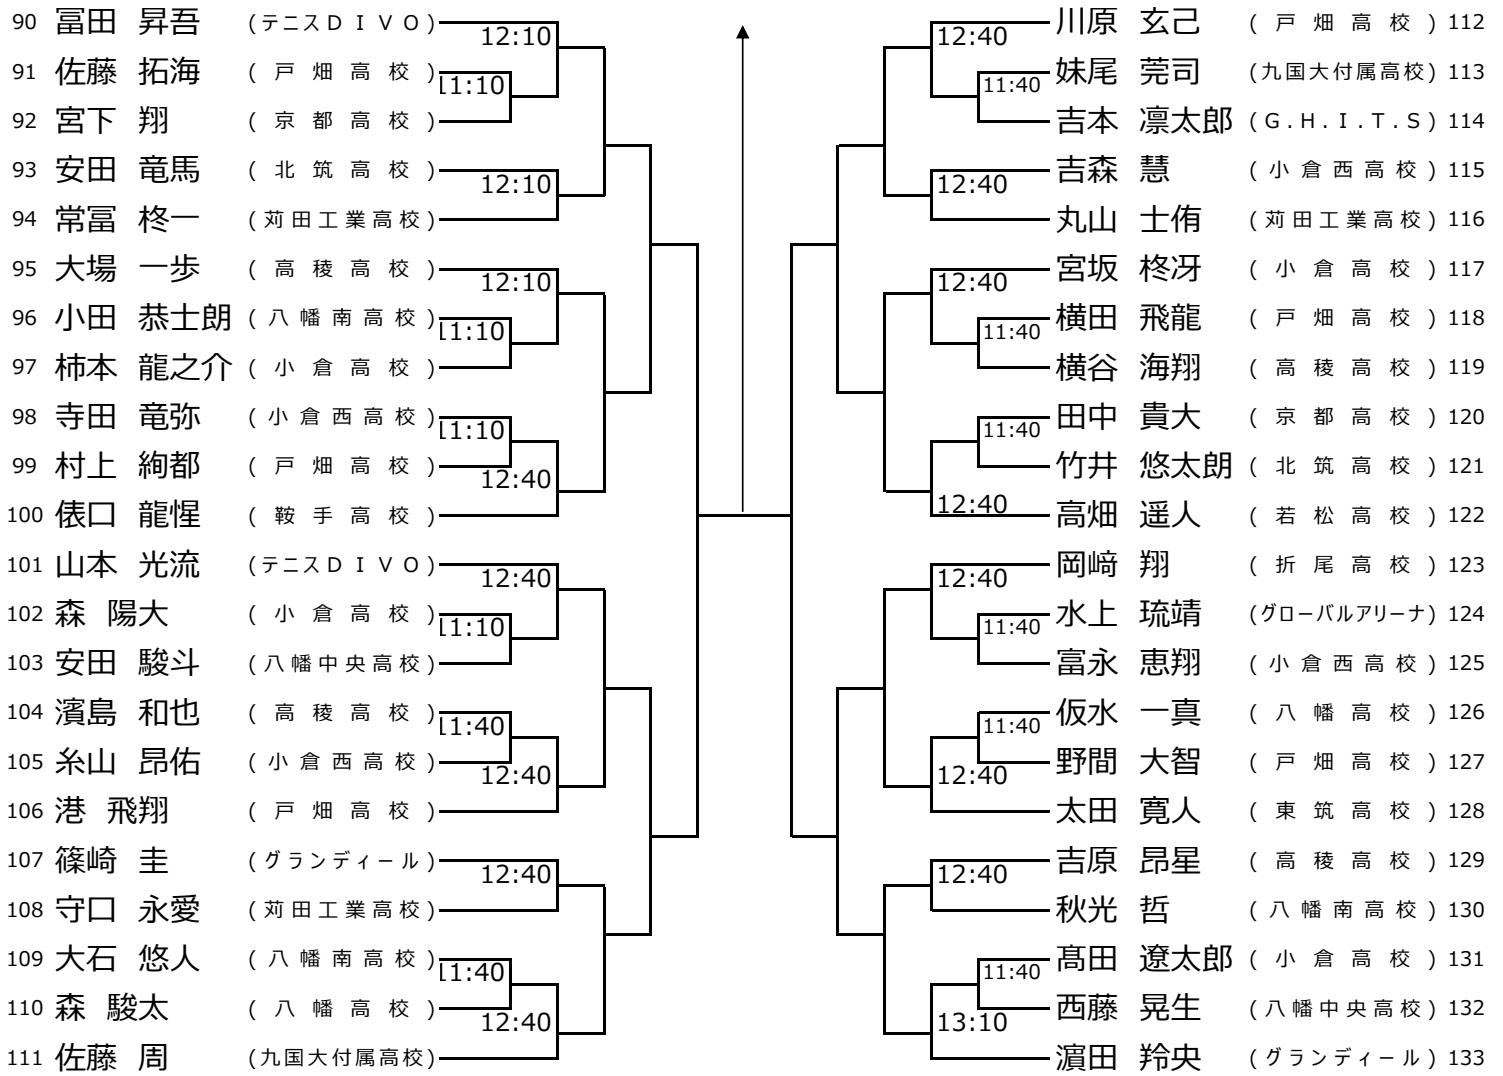 90 冨田 昇吾 (テニスＤＩＶＯ)
12:10
91 佐藤 拓海 (戸畑高校)
11:10
92 宮下 翔 (京都高校)
93 安田 竜馬 (北筑高校)
12:10
94 常冨 柊一 (苅田工業高校)
95 大場 一歩 (高稜高校)
12:10
96 小田 恭士朗 (八幡南高校)
11:10
97 柿本 龍之介 (小倉高校)
98 寺田 竜弥 (小倉西高校)
11:10
99 村上 絢都 (戸畑高校)
12:40
100 俵口 龍惺 (鞍手高校)
101 山本 光流 (テニスＤＩＶＯ)
12:40
102 森 陽大 (小倉高校)
11:10
103 安田 駿斗 (八幡中央高校)
104 濱島 和也 (高稜高校)
11:40
105 糸山 昂佑 (小倉西高校)
12:40
106 港 飛翔 (戸畑高校)
107 篠崎 圭 (グランディール)
12:40
108 守口 永愛 (苅田工業高校)
109 大石 悠人 (八幡南高校)
11:40
110 森 駿太 (八幡高校)
12:40
111 佐藤 周 (九国大付属高校)
川原 玄己 (戸畑高校) 112
12:40
妹尾 莞司 (九国大付属高校) 113
11:40
吉本 凛太郎 (G.H.I.T.S) 114
吉森 慧 (小倉西高校) 115
12:40
丸山 士侑 (苅田工業高校) 116
宮坂 柊冴 (小倉高校) 117
12:40
横田 飛龍 (戸畑高校) 118
11:40
横谷 海翔 (高稜高校) 119
田中 貴大 (京都高校) 120
11:40
竹井 悠太朗 (北筑高校) 121
12:40
高畑 遥人 (若松高校) 122
岡﨑 翔 (折尾高校) 123
12:40
水上 琉靖 (グローバルアリーナ) 124
11:40
富永 恵翔 (小倉西高校) 125
仮水 一真 (八幡高校) 126
11:40
野間 大智 (戸畑高校) 127
12:40
太田 寛人 (東筑高校) 128
吉原 昂星 (高稜高校) 129
12:40
秋光 哲 (八幡南高校) 130
髙田 遼太郎 (小倉高校) 131
11:40
西藤 晃生 (八幡中央高校) 132
13:10
濵田 羚央 (グランディール) 133